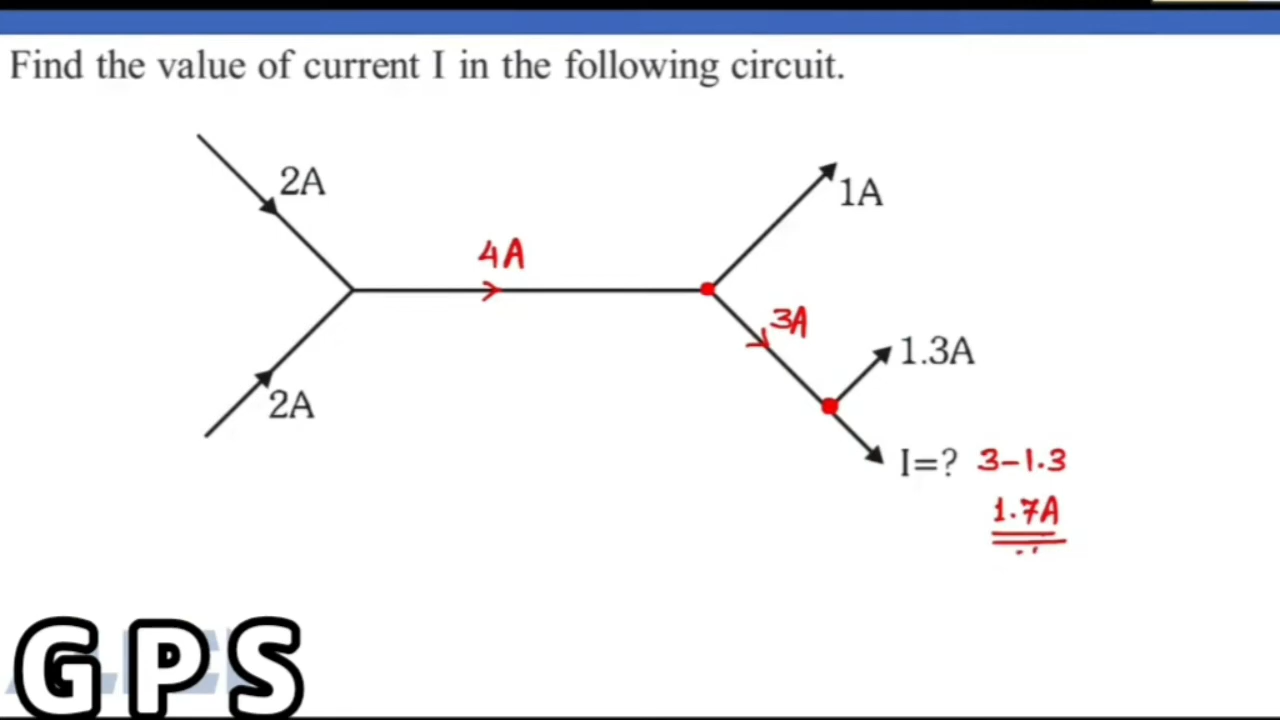 Find the value of current I in the following circuit.
2A
1A
4A
3A
1.3A
2A
I=? 3-1.3
1.7A
GPS